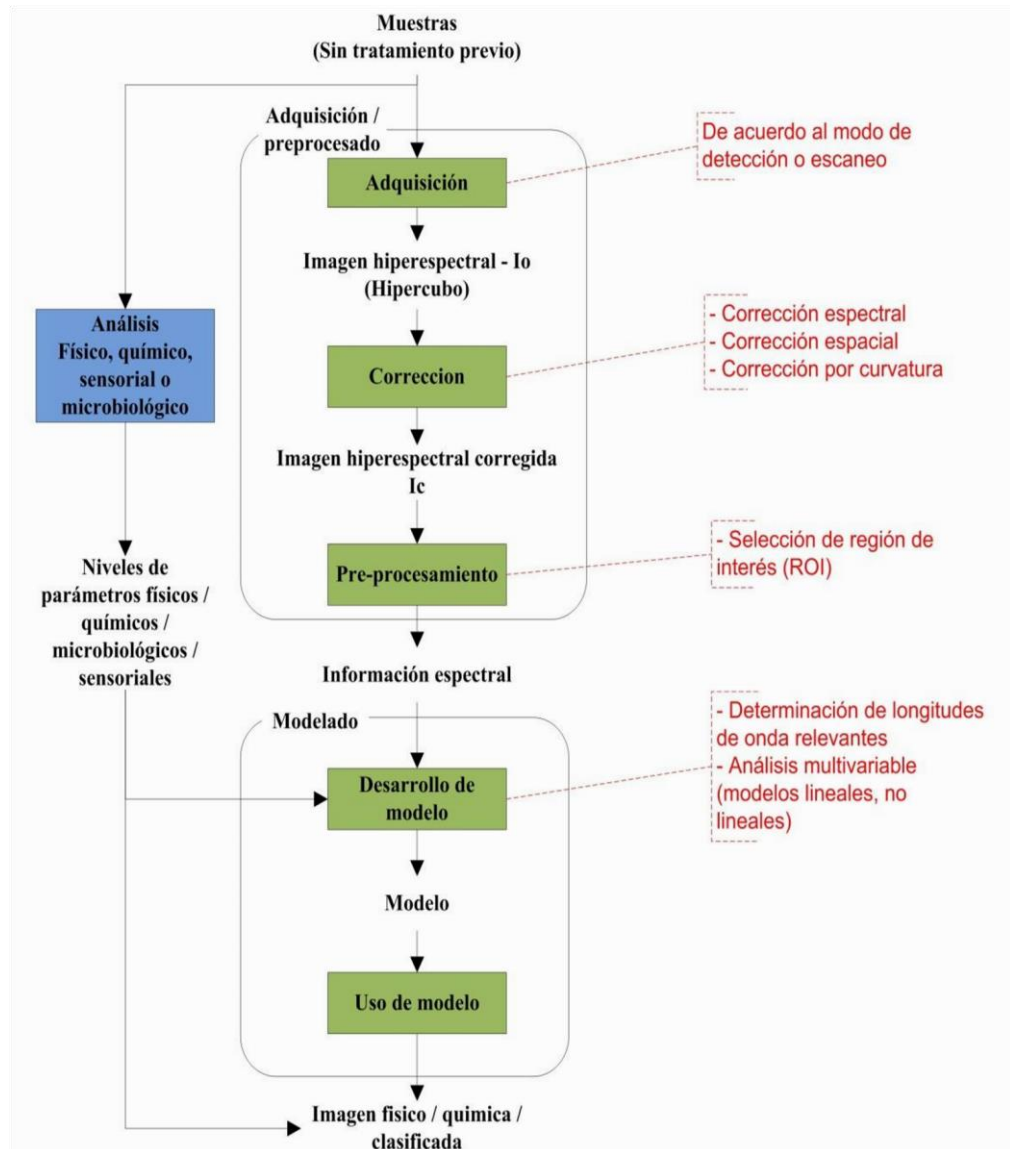 Muestras
(Sin tratamiento previo)
Adquisición /
preprocesado
De acuerdo al modo de
detección o escaneo
Adquisición
Imagen hiperespectral - Io
(Hipercubo)
Análisis
Físico, químico,
sensorial o
microbiológico
- Corrección espectral
- Corrección espacial
- Corrección por curvatura
Correccion
Imagen hiperespectral corregida
Ic
- Selección de región de
interés (ROI)
Pre-procesamiento
Niveles de
parámetros físicos /
químicos /
microbiológicos /
sensoriales
Información espectral
Modelado
- Determinación de longitudes
de onda relevantes
- Análisis multivariable
(modelos lineales, no
lineales)
Desarrollo de
modelo
Modelo
Uso de modelo
Imagen fisico / quimica /
clasificada